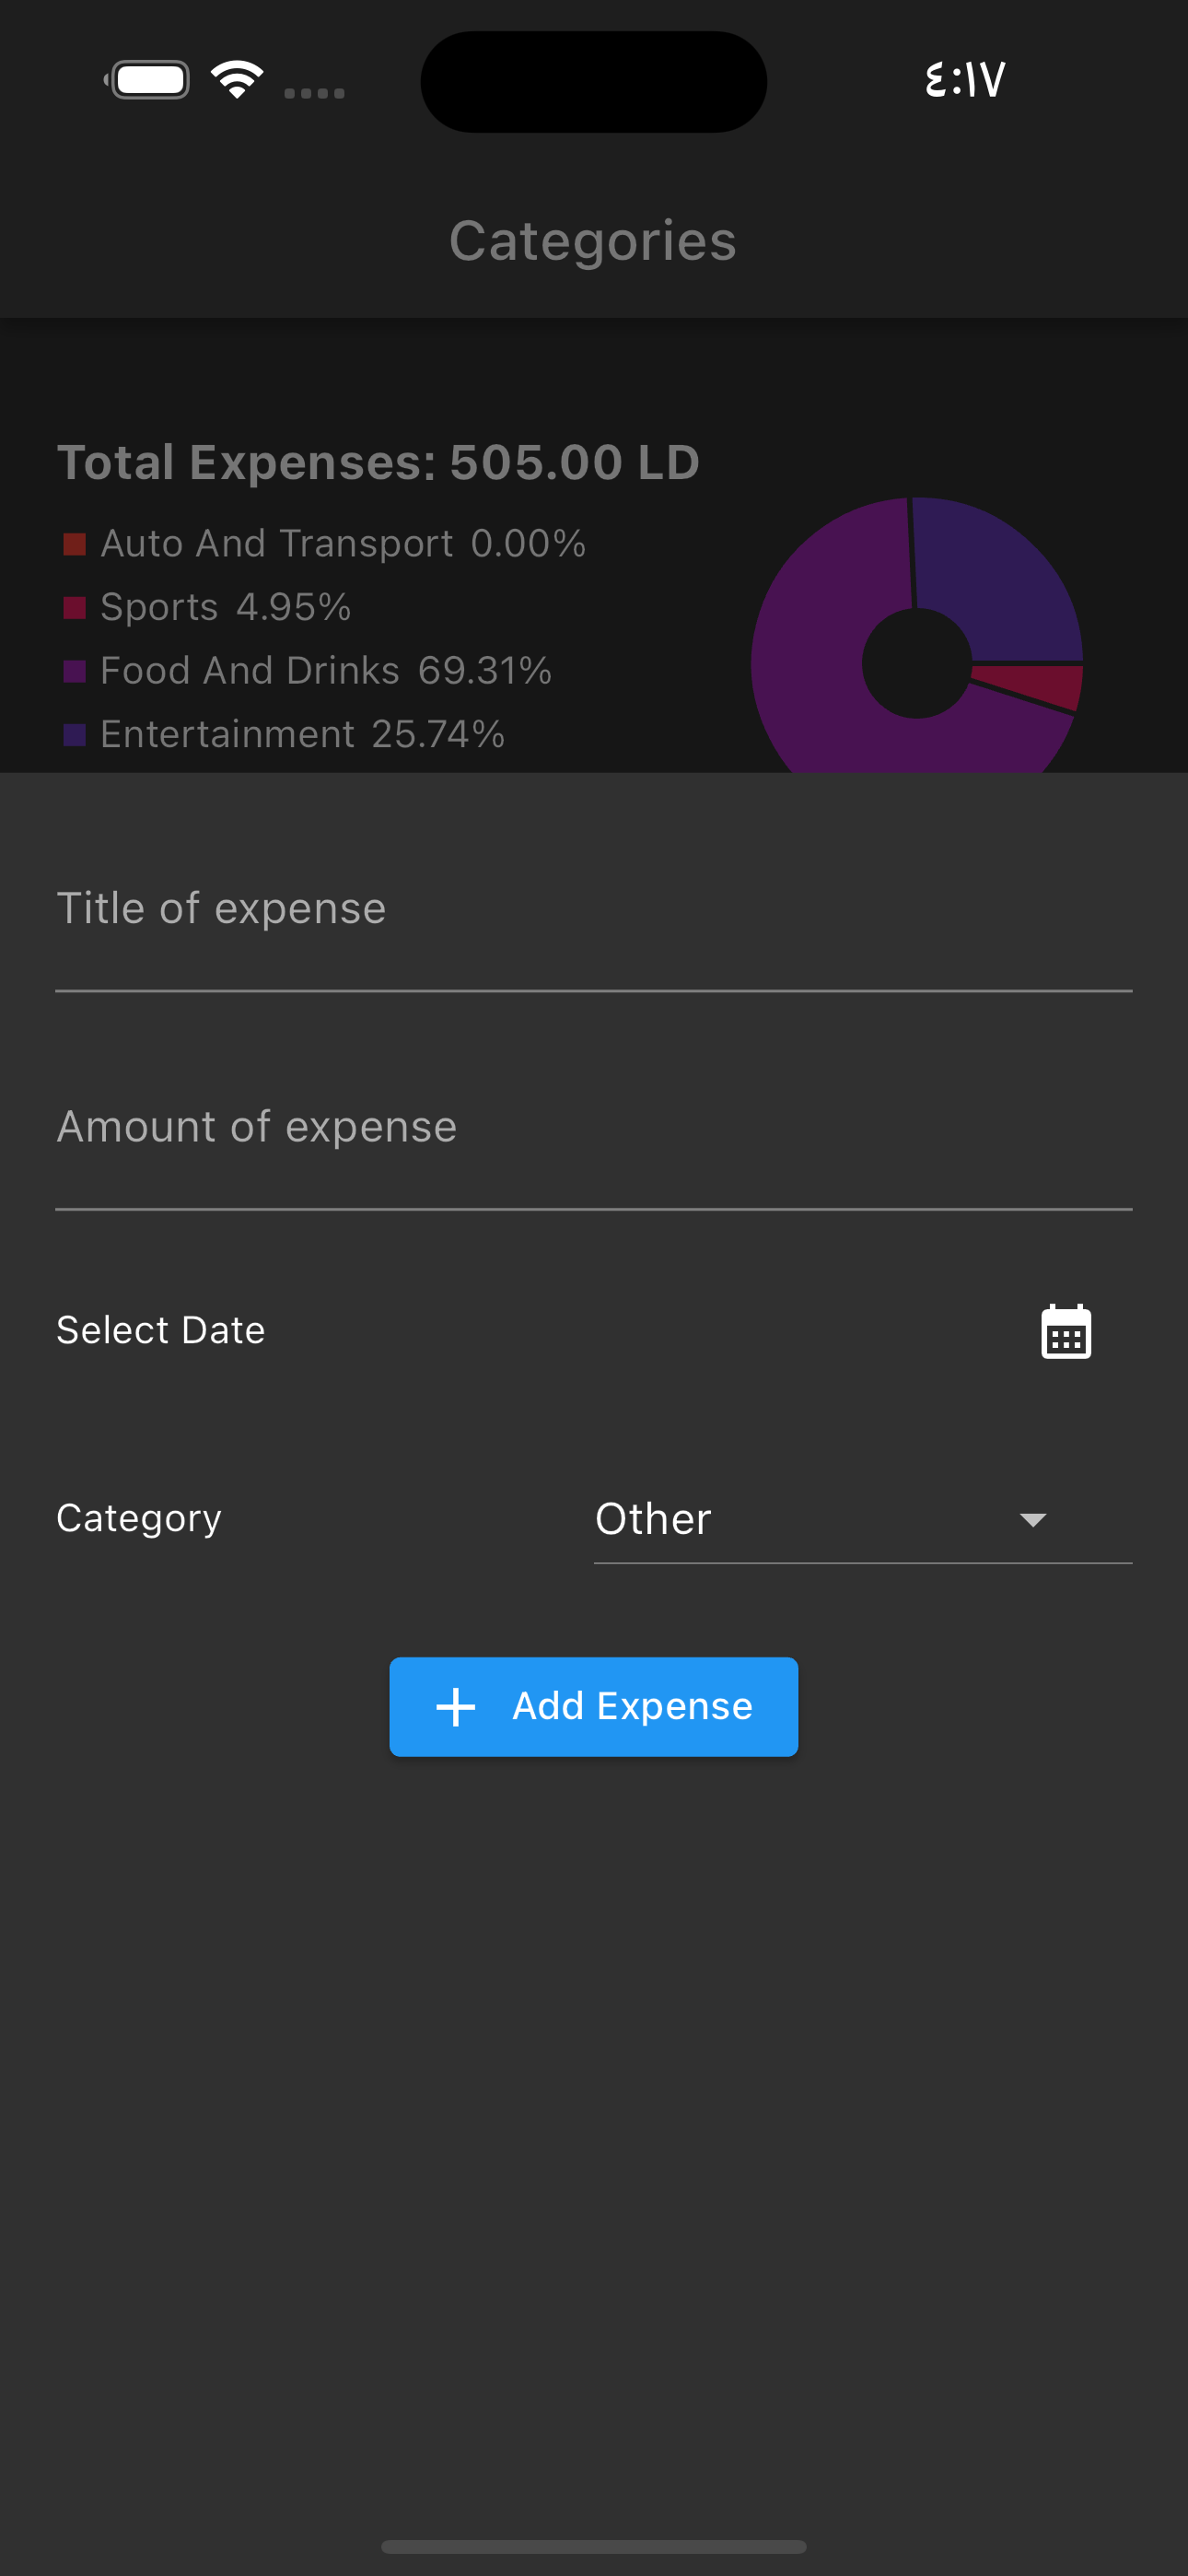 ٤:١٧
Categories
Total Expenses: 505.00 LD
Auto And Transport 0.00%
Sports 4.95%
Food And Drinks 69.31%
Entertainment 25.74%
Title of expense
Amount of expense
Select Date
Category Other
Add Expense